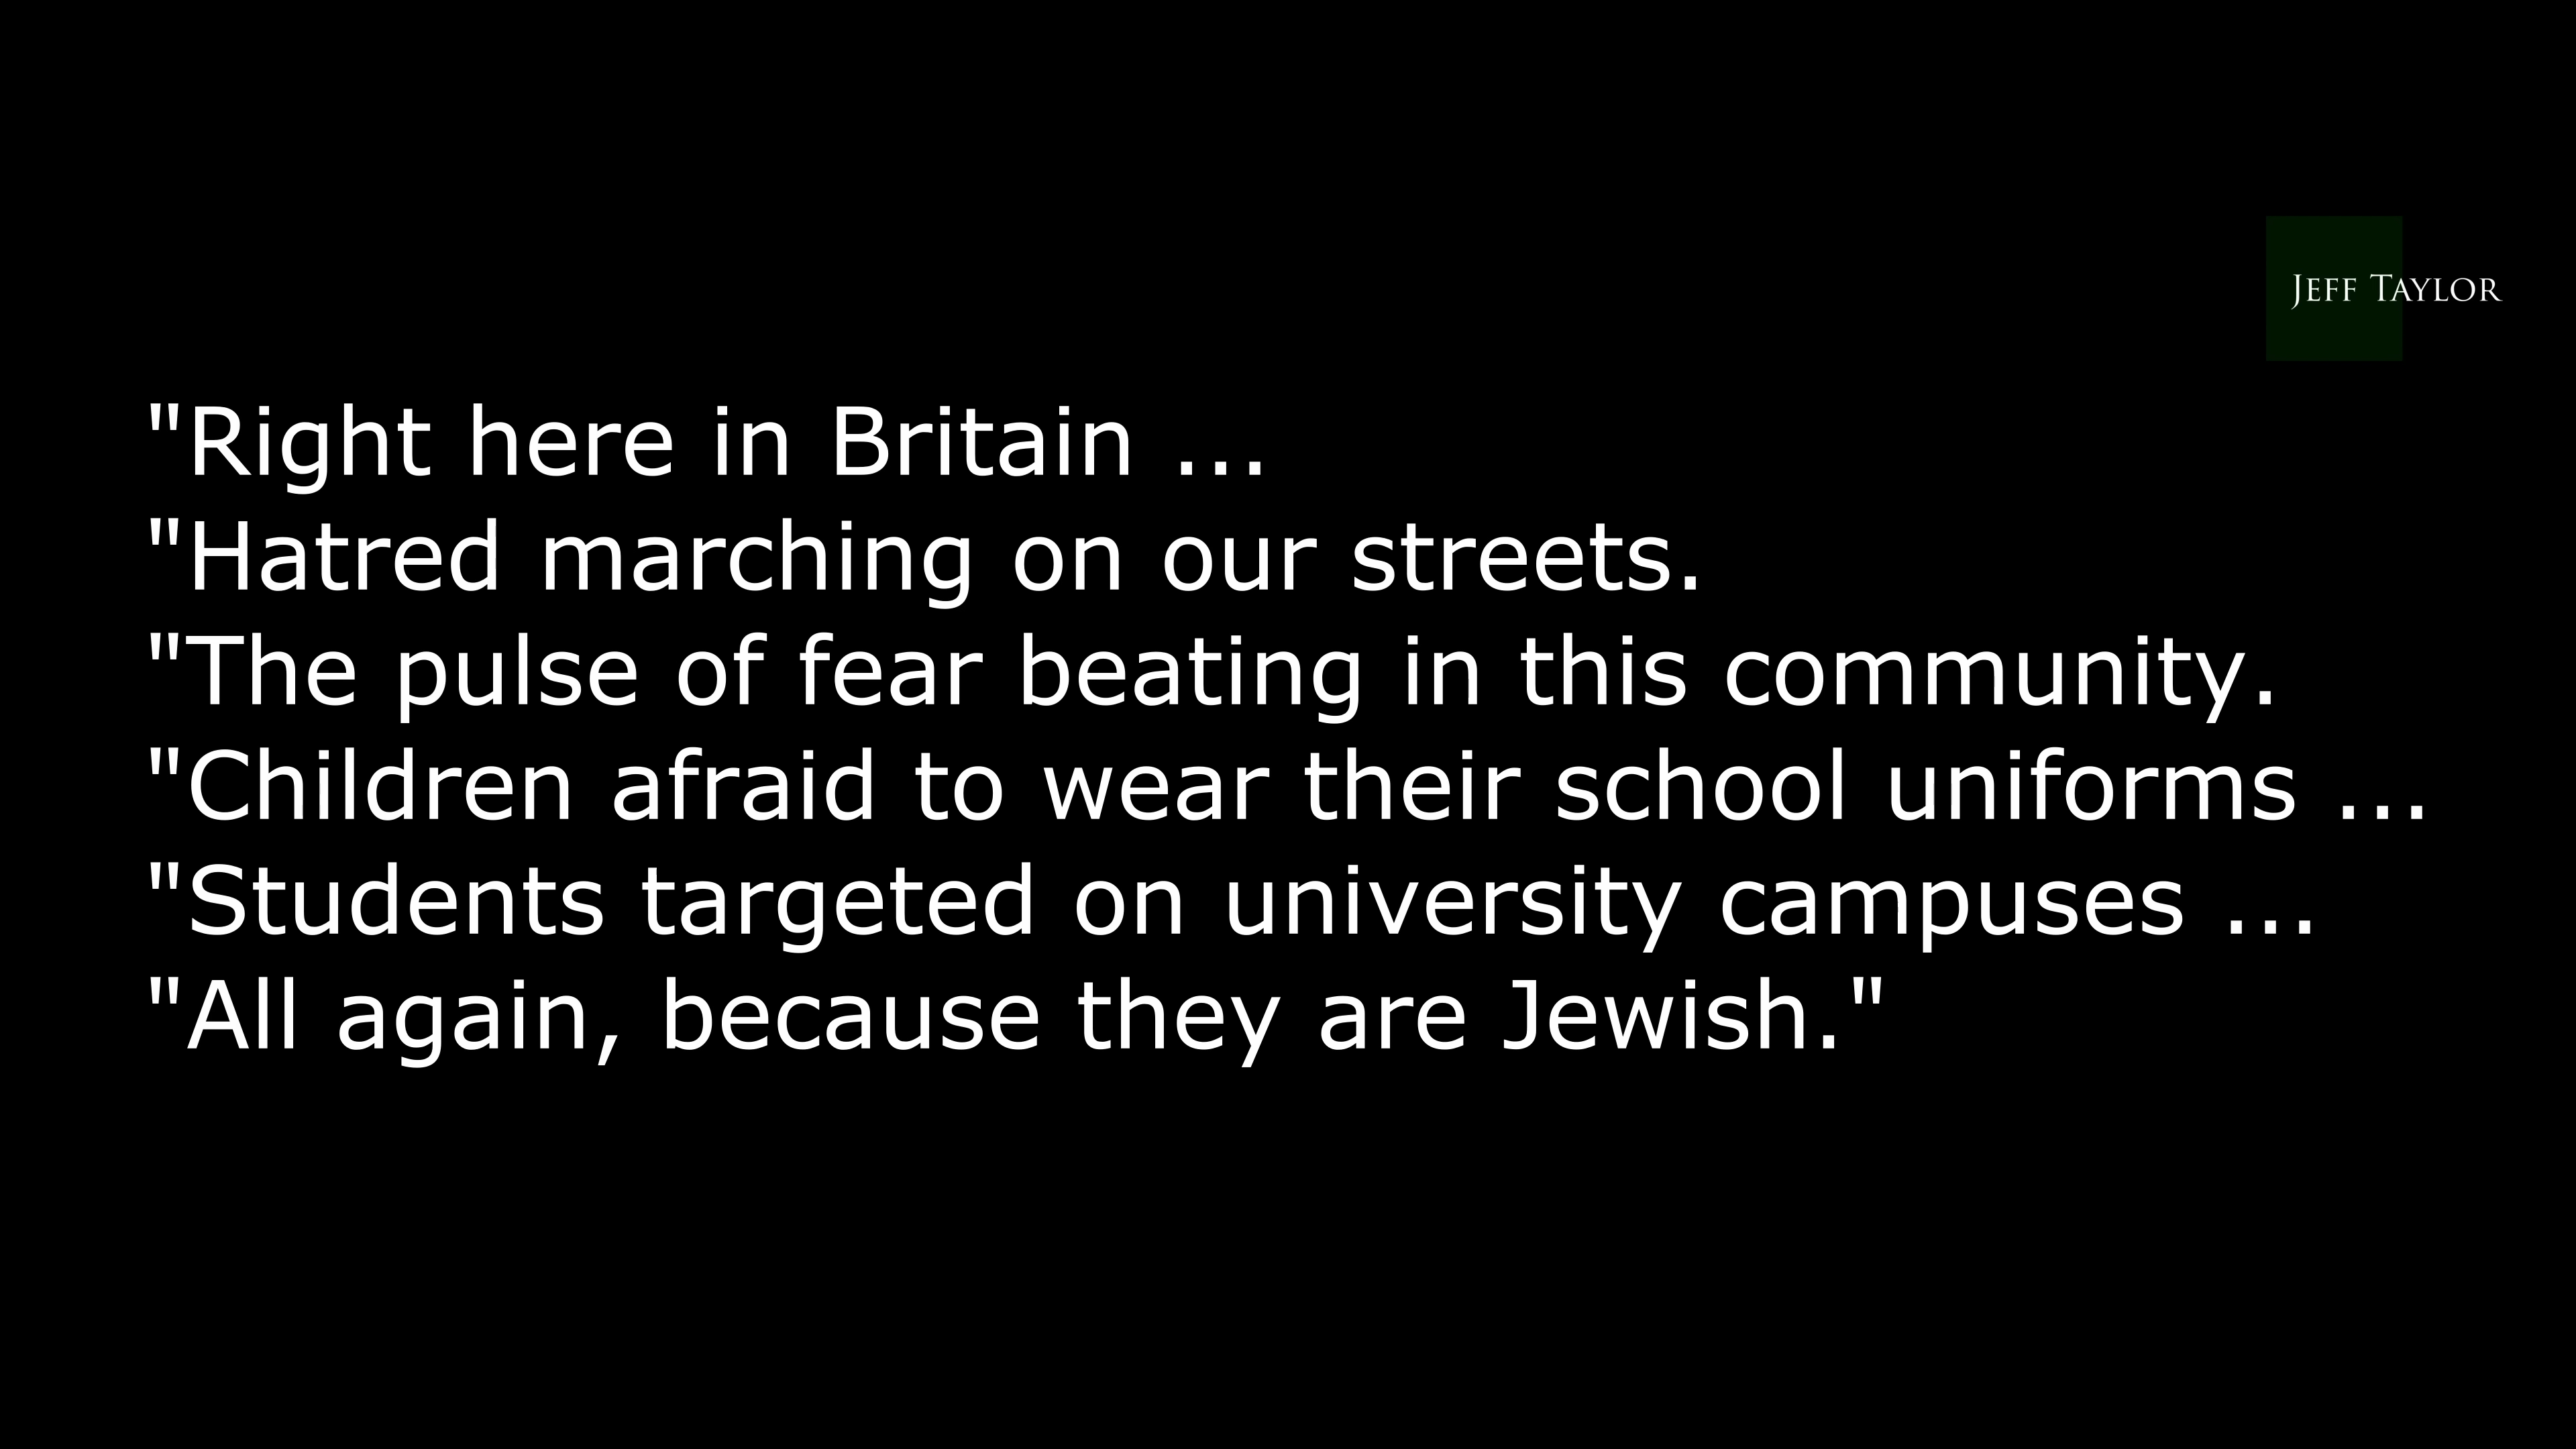 JEFF TAYLOR
"Right here in Britain ...
"Hatred marching on our streets.
"The pulse of fear beating in this community.
"Children afraid to wear their school uniforms ...
"Students targeted on university campuses ...
"All again, because they are Jewish."